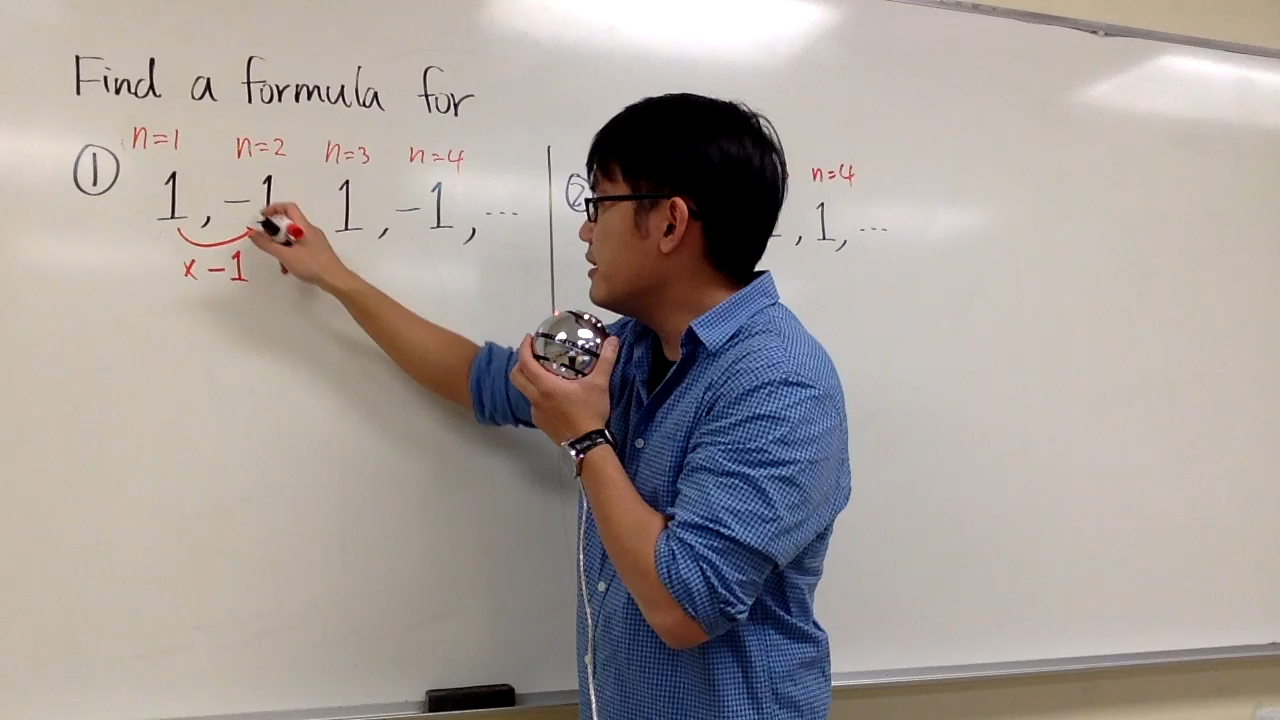 Find a formula for
n=1 n=2 n=3 n=4
① 1, -1 1, -1, ...
x -1
n=4
② , 1, ...